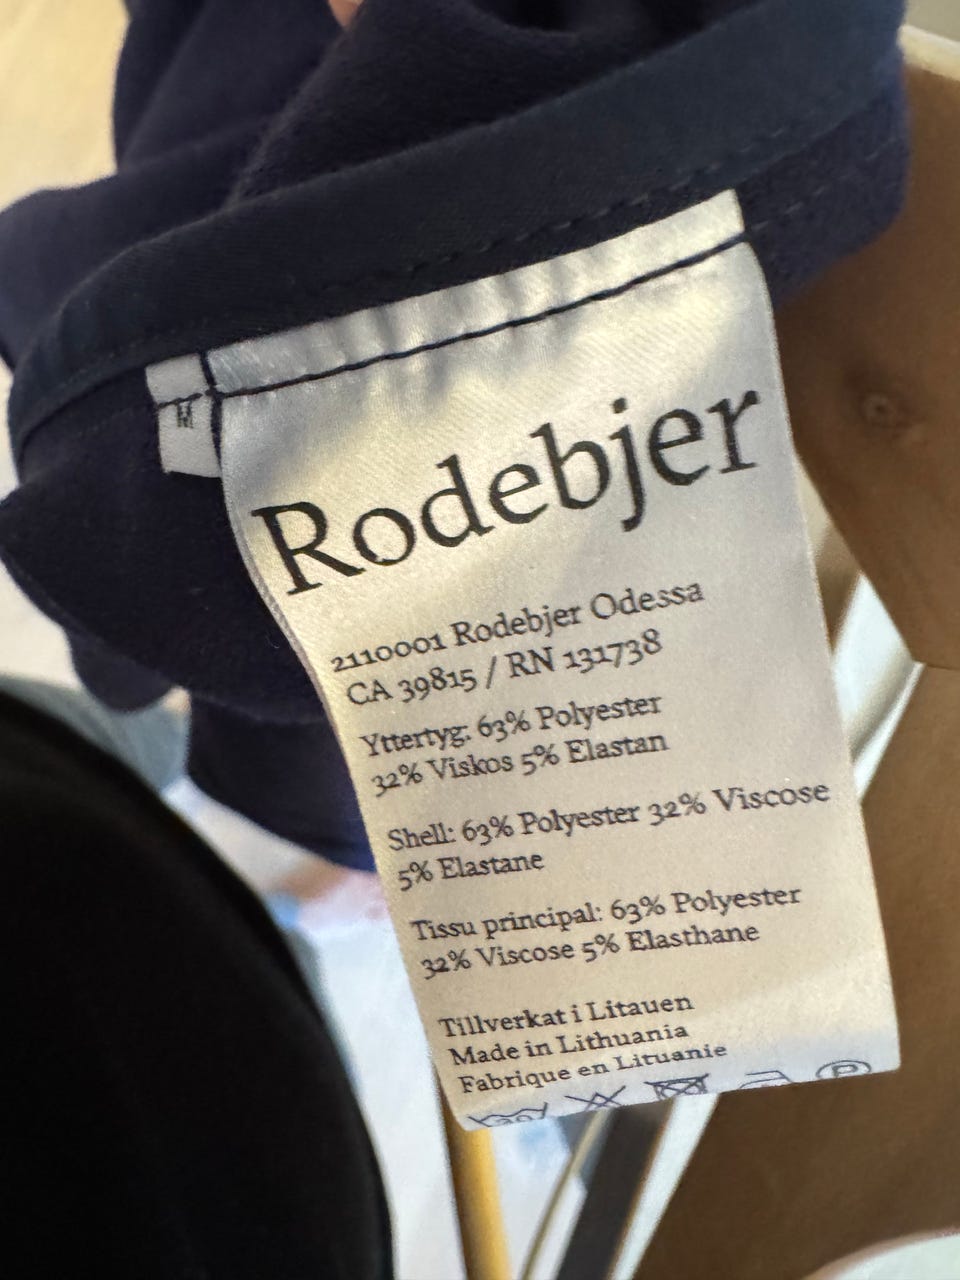 M
Rodebjer
2110001 Rodebjer Odessa
CA 39815 / RN 131738
Yttertyg: 63% Polyester
32% Viskos 5% Elastan
Shell: 63% Polyester 32% Viscose
5% Elastane
Tissu principal: 63% Polyester
32% Viscose 5% Elasthane
Tillverkat i Litauen
Made in Lithuania
Fabrique en Lituanie
P